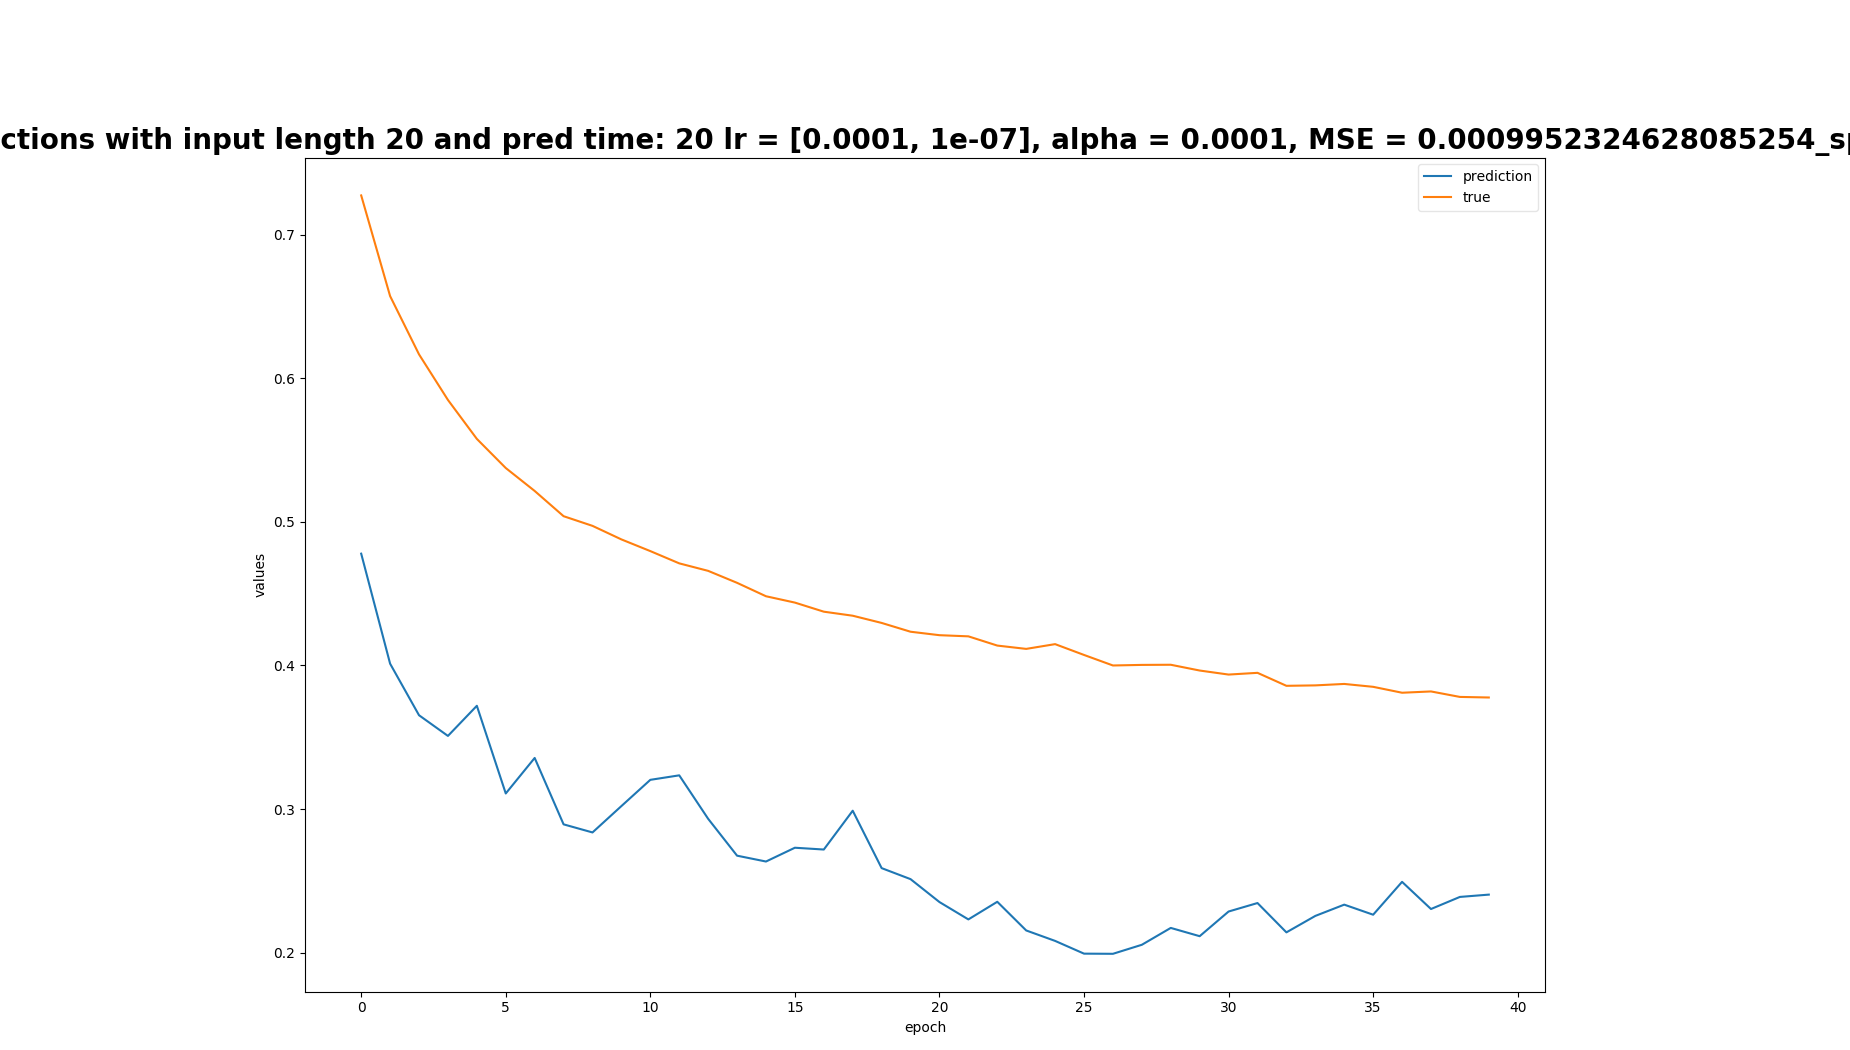 ctions with input length 20 and pred time: 20 lr = [0.0001, 1e-07], alpha = 0.0001, MSE = 0.0009952324628085254_sp
prediction
true
0.7
0.6
0.5
0.4
0.3
0.2
values
0 5 10 15 20 25 30 35 40
epoch